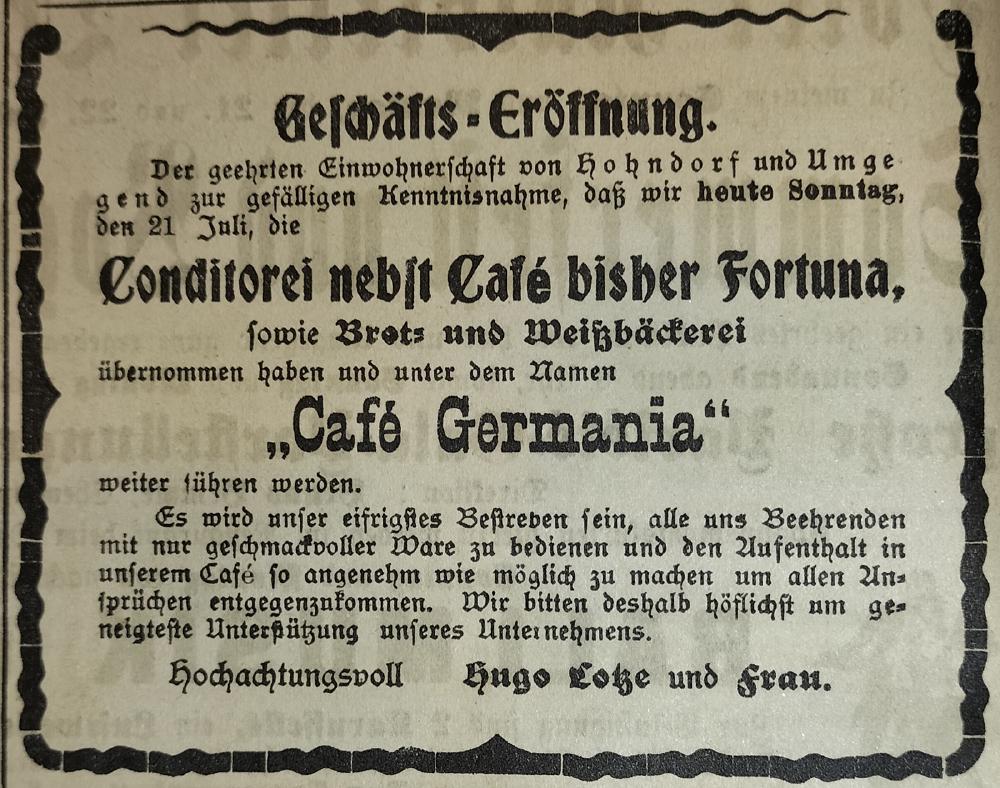 Geschäfts-Eröffnung.
Der geehrten Einwohnerschaft von Hohndorf und Umge
gend zur gefälligen Kenntnisnahme, daß wir heute Sonntag,
den 21 Juli, die
Conditorei nebst Café bisher Fortuna,
sowie Brot- und Weißbäckerei
übernommen haben und unter dem Namen
„Café Germania“
weiter führen werden.
Es wird unser eifrigstes Bestreben sein, alle uns Beehrenden
mit nur geschmackvoller Ware zu bedienen und den Aufenthalt in
unserem Café so angenehm wie möglich zu machen um allen An-
sprüchen entgegenzukommen. Wir bitten deshalb höflichst um ge-
neigteste Unterstützung unseres Unternehmens.
Hochachtungsvoll Hugo Lotze und Frau.